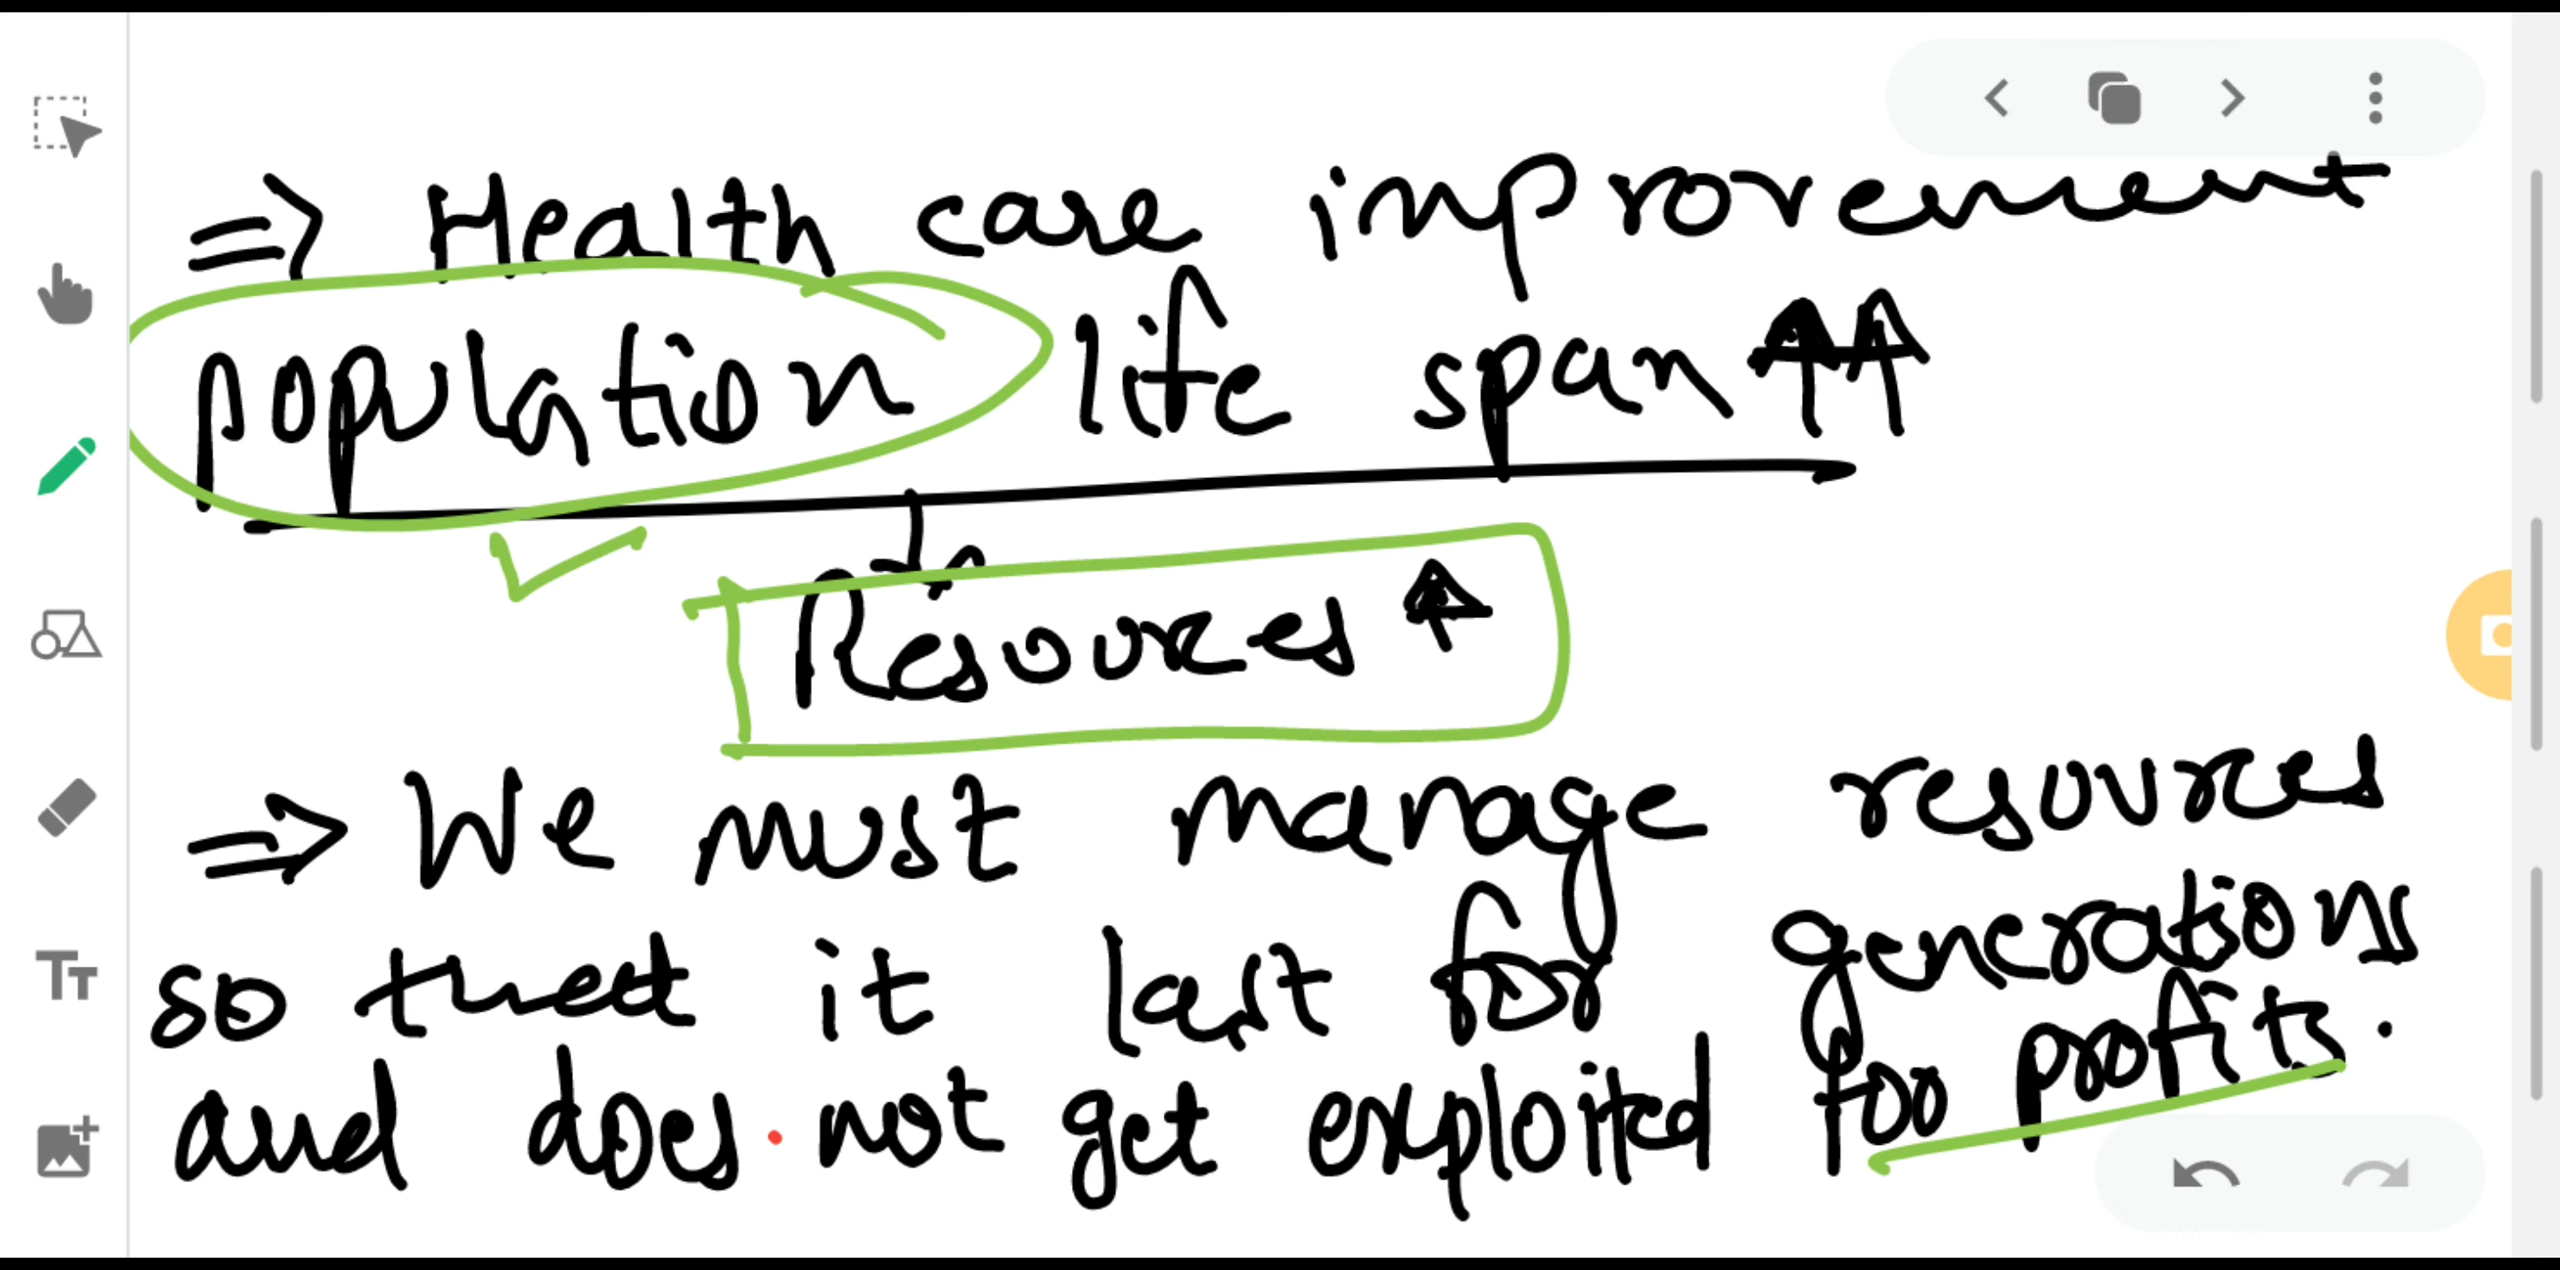 ⇒ Health care improvement
population life span ↑↑
Resources ↑
⇒ We must manage resources
so that it last for generations
and does not get exploited for profits.